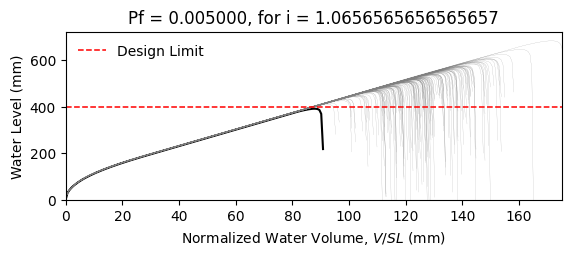 Pf = 0.005000, for i = 1.0656565656565657
Design Limit
Water Level (mm)
600
400
200
0
0 20 40 60 80 100 120 140 160
Normalized Water Volume, V/SL (mm)